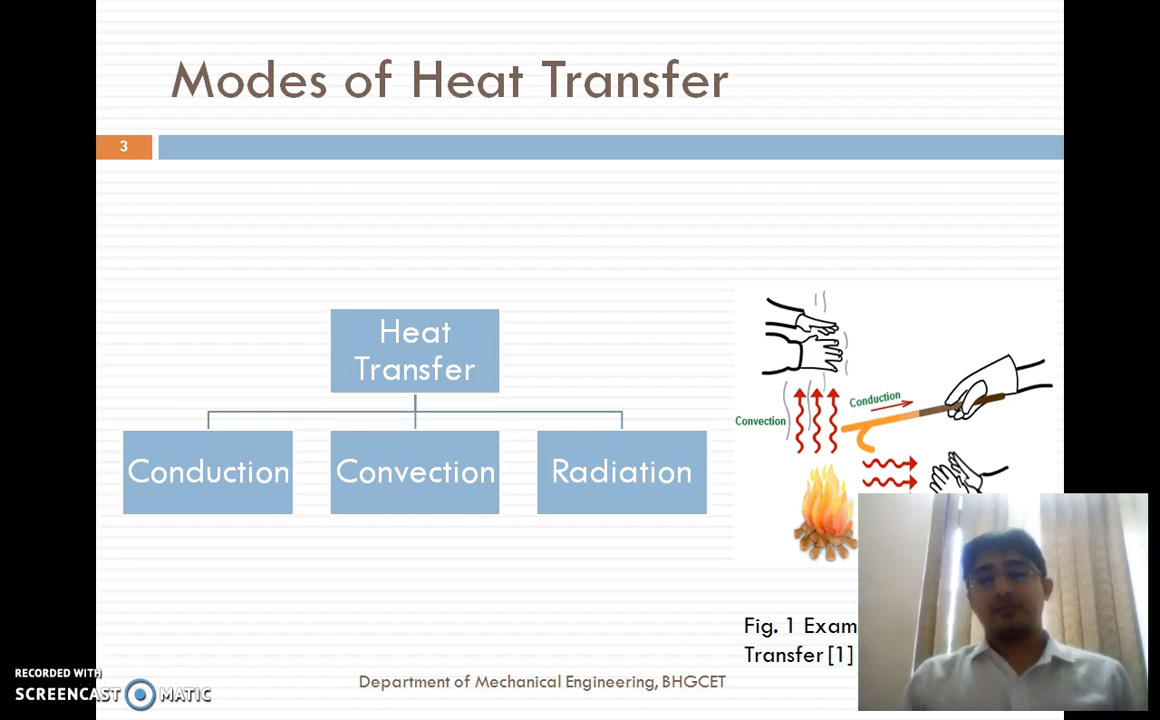 Modes of Heat Transfer
3
Heat
Transfer
Conduction
Convection
Radiation
Conduction
Convection
Fig. 1 Exam
Transfer [1]
Department of Mechanical Engineering, BHGCET
RECORDED WITH
SCREENCAST MATIC